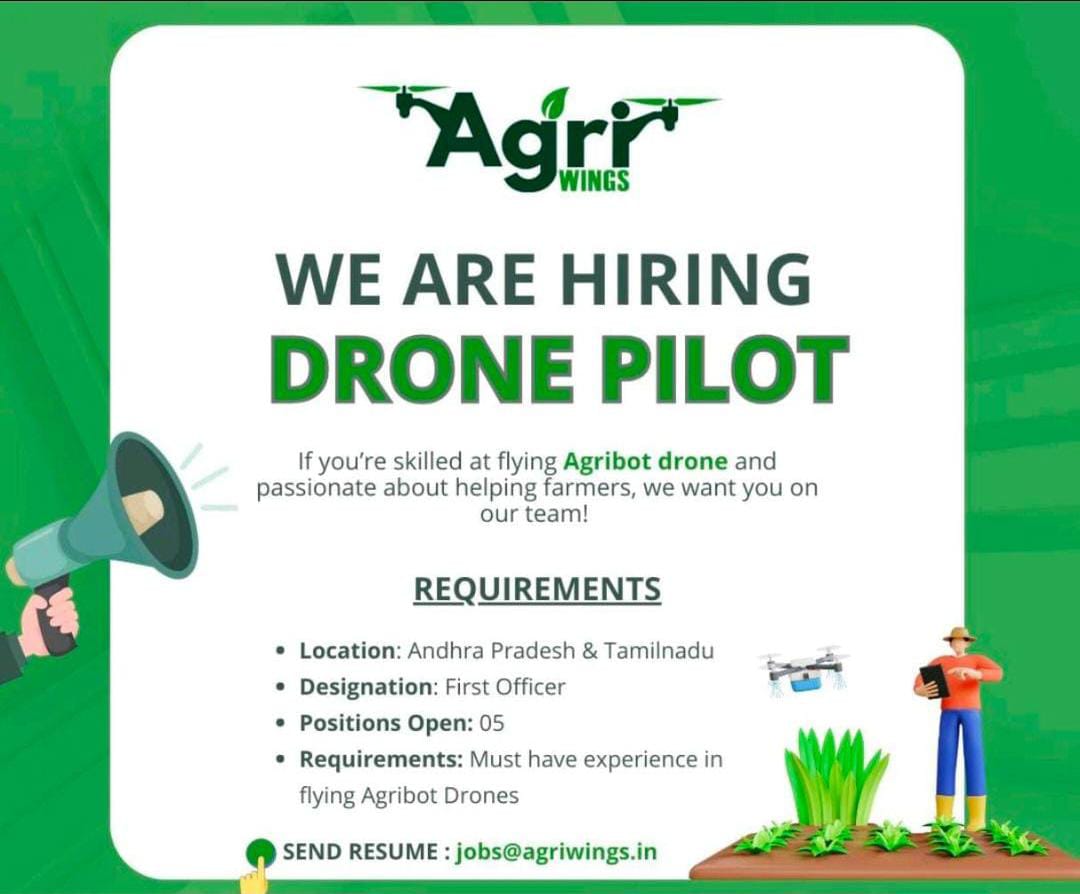 Agri
WINGS
WE ARE HIRING
DRONE PILOT
If you're skilled at flying Agribot drone and
passionate about helping farmers, we want you on
our team!
REQUIREMENTS
• Location: Andhra Pradesh & Tamilnadu
• Designation: First Officer
• Positions Open: 05
• Requirements: Must have experience in
flying Agribot Drones
SEND RESUME : jobs@agriwings.in